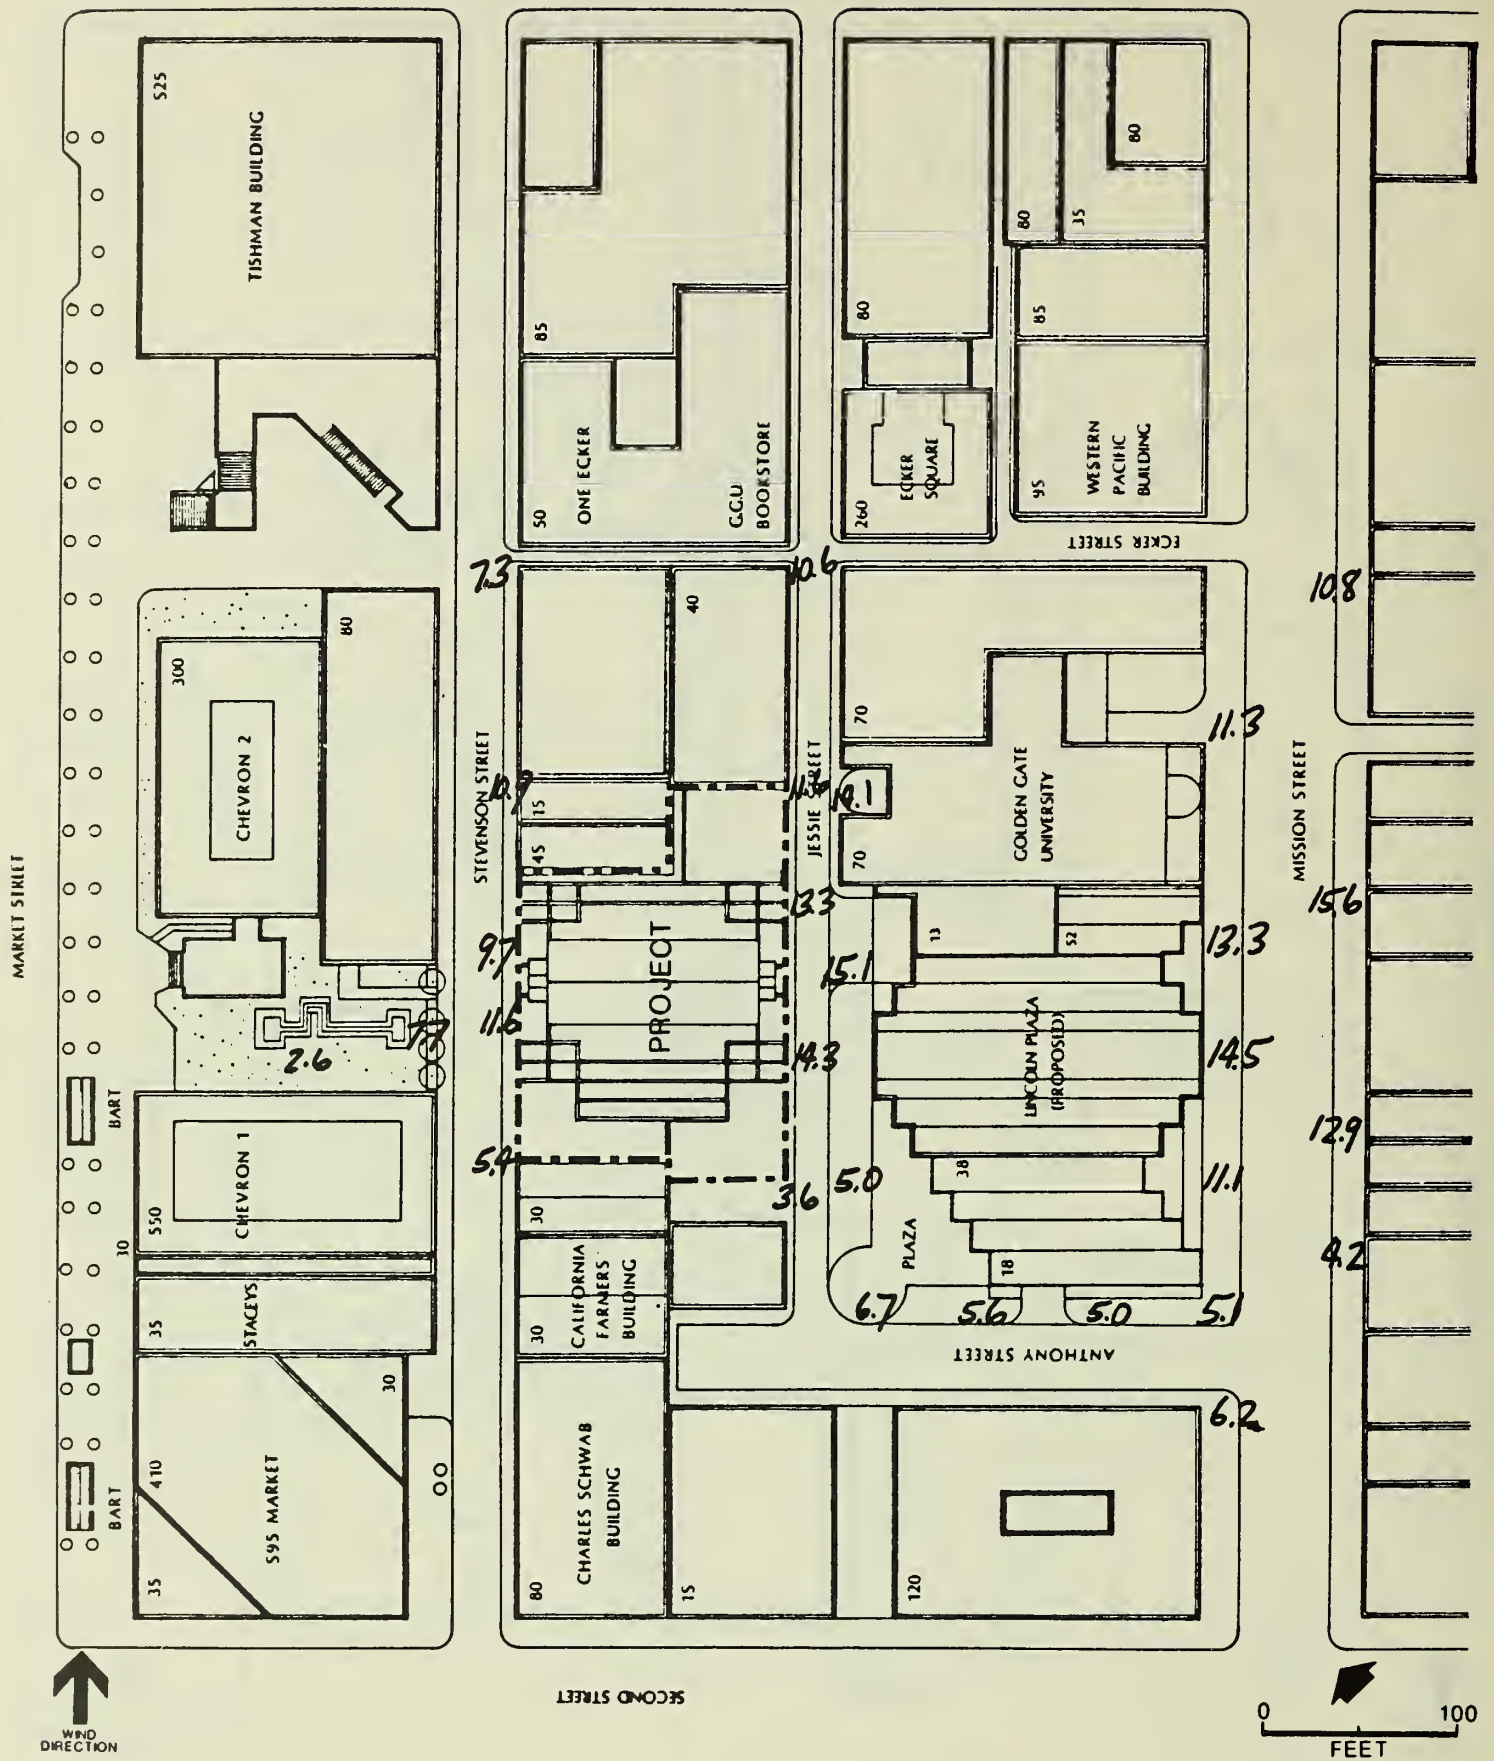 MARKET STREET
525
TISHMAN BUILDING
300
CHEVRON 2
80
2.6
7.7
BART
550
CHEVRON 1
30
35
STACEYS
30
410
595 MARKET
35
BART
WIND
DIRECTION
STEVENSON STREET
85
50
ONE ECKER
G.G.U
BOOKSTORE
7.3
10.6
40
10.9
15
45
11.6
13.3
9.7
11.6
PROJECT
14.3
5.4
3.6
30
30
CALIFORNIA
FARMERS
BUILDING
80
CHARLES SCHWAB
BUILDING
15
120
SECOND STREET
JESSIE STREET
80
80
35
80
85
260
ECKER
SQUARE
95
WESTERN
PACIFIC
BUILDING
ECKER STREET
70
14.1
70
GOLDEN GATE
UNIVERSITY
11.3
13
52
15.1
13.3
LINCOLN PLAZA
(PROPOSED)
14.5
5.0
38
11.1
PLAZA
18
6.7
5.6
5.0
5.1
ANTHONY STREET
6.2
MISSION STREET
10.8
15.6
12.9
4.2
0
100
FEET